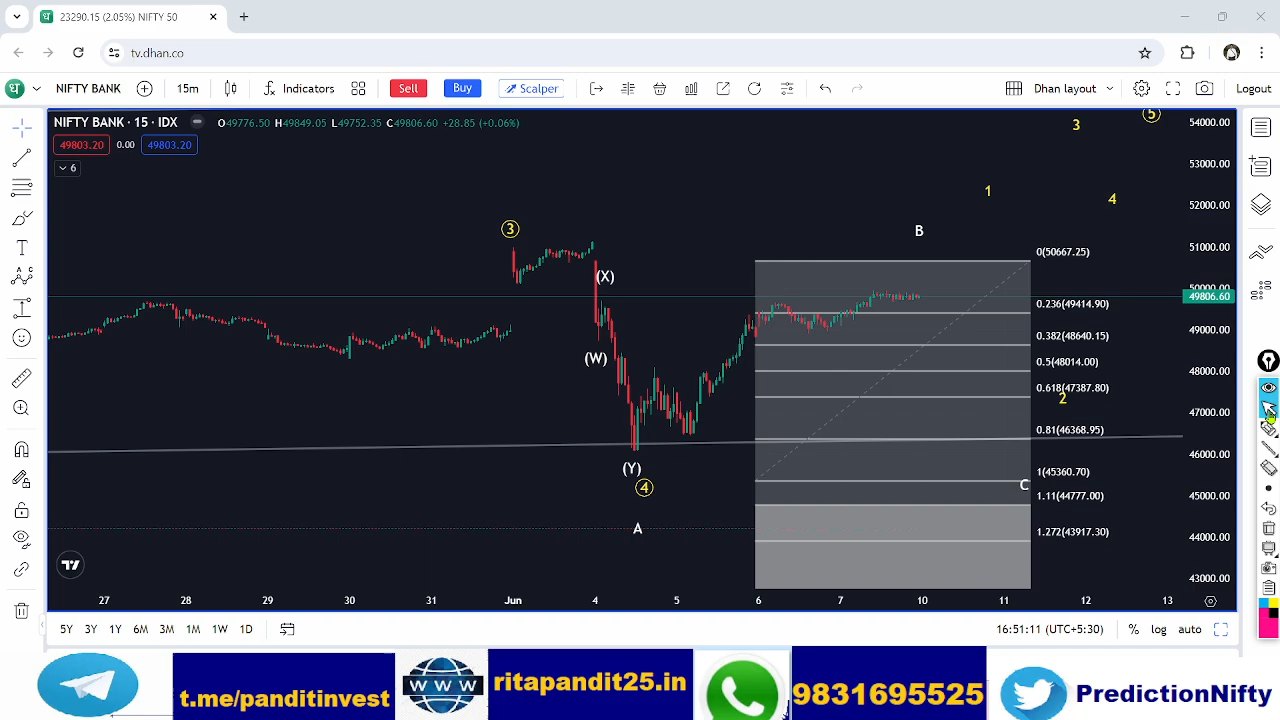 23290.15 (2.05%) NIFTY 50
tv.dhan.co
NIFTY BANK
15m
Indicators
Sell
Buy
Scalper
Dhan layout
Logout
NIFTY BANK · 15 · IDX
O49776.50 H49849.05 L49752.35 C49806.60 +28.85 (+0.06%)
49803.20 0.00 49803.20
6
3
5
1
4
3
B
(X)
(W)
2
(Y)
4
A
C
0(50667.25)
0.236(49414.90)
0.382(48640.15)
0.5(48014.00)
0.618(47387.80)
0.81(46368.95)
1(45360.70)
1.11(44777.00)
1.272(43917.30)
54000.00
53000.00
52000.00
51000.00
50000.00
49806.60
49000.00
48000.00
47000.00
46000.00
45000.00
44000.00
43000.00
27 28 29 30 31 Jun 4 5 6 7 10 11 12 13
5Y 3Y 1Y 6M 3M 1M 1W 1D
16:51:11 (UTC+5:30) % log auto
t.me/panditinvest
WWW
ritapandit25.in
9831695525
PredictionNifty